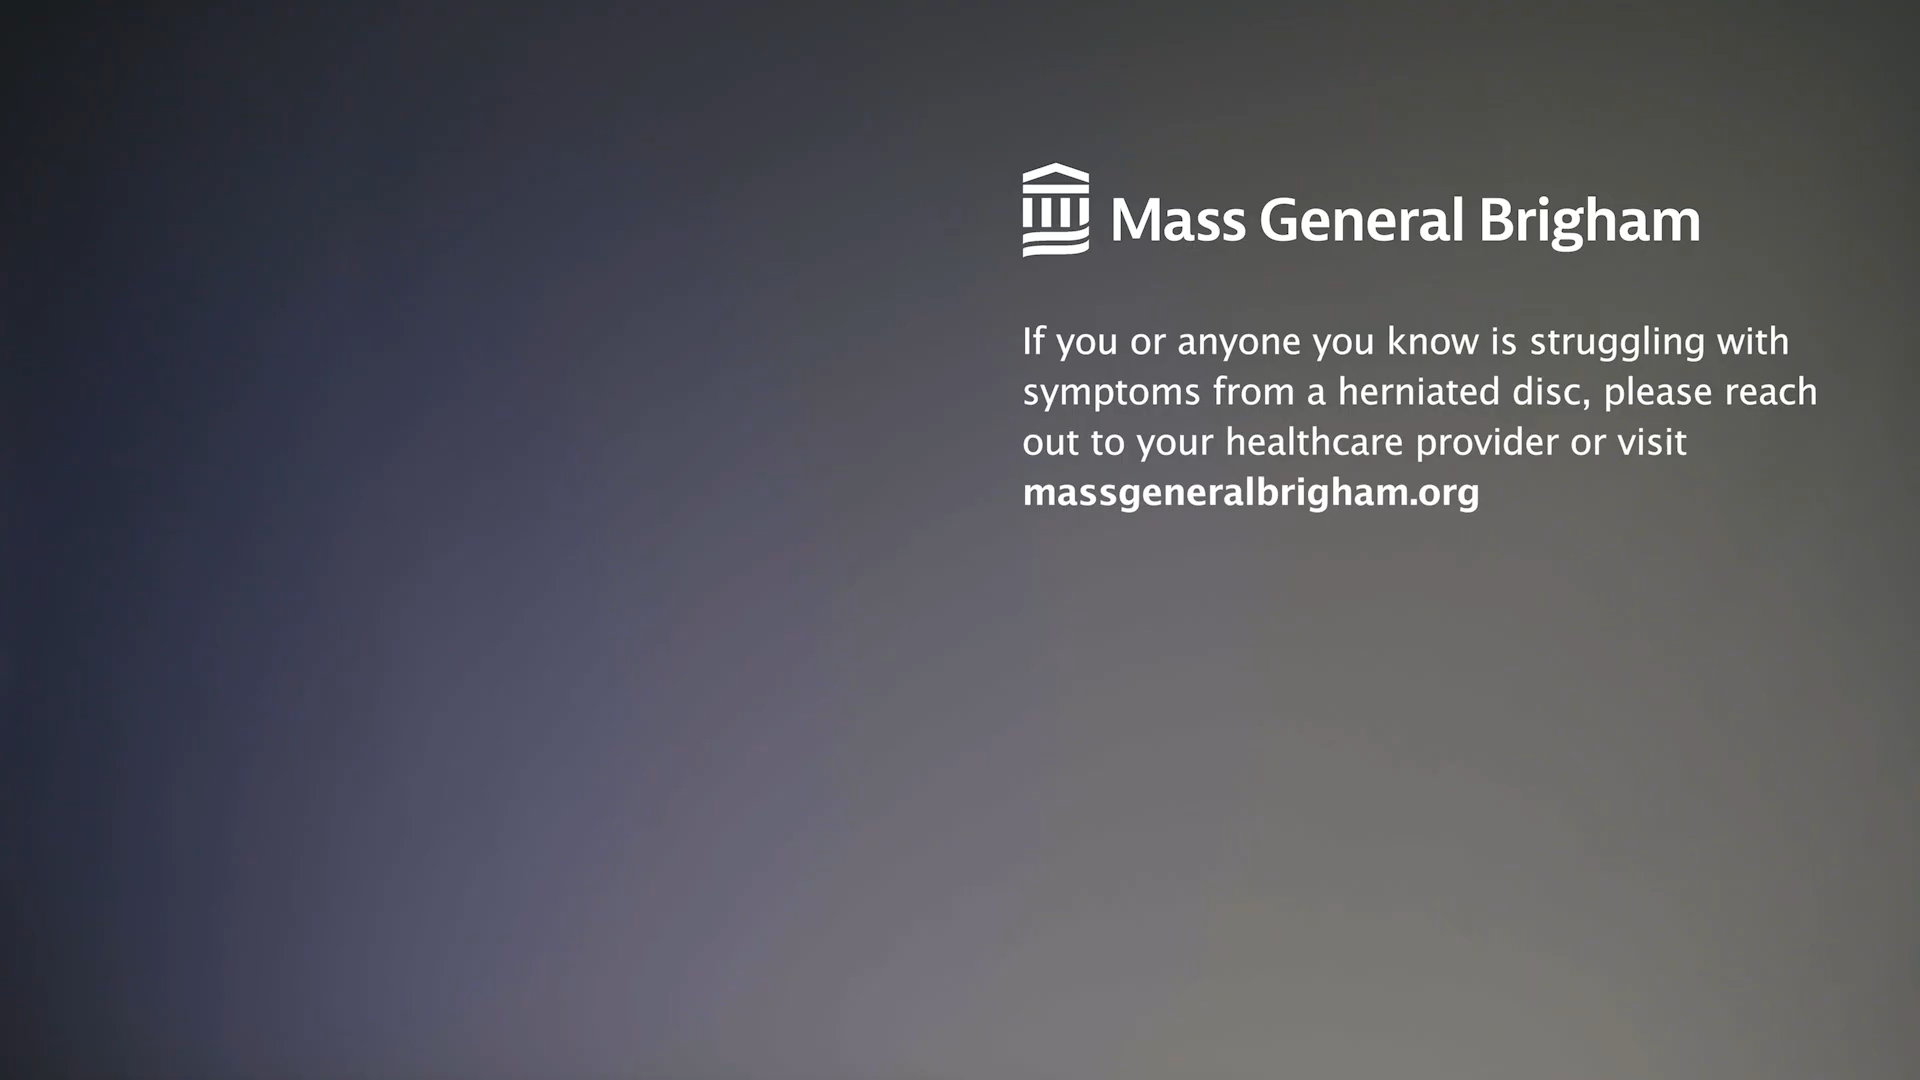 Mass General Brigham
If you or anyone you know is struggling with
symptoms from a herniated disc, please reach
out to your healthcare provider or visit
massgeneralbrigham.org